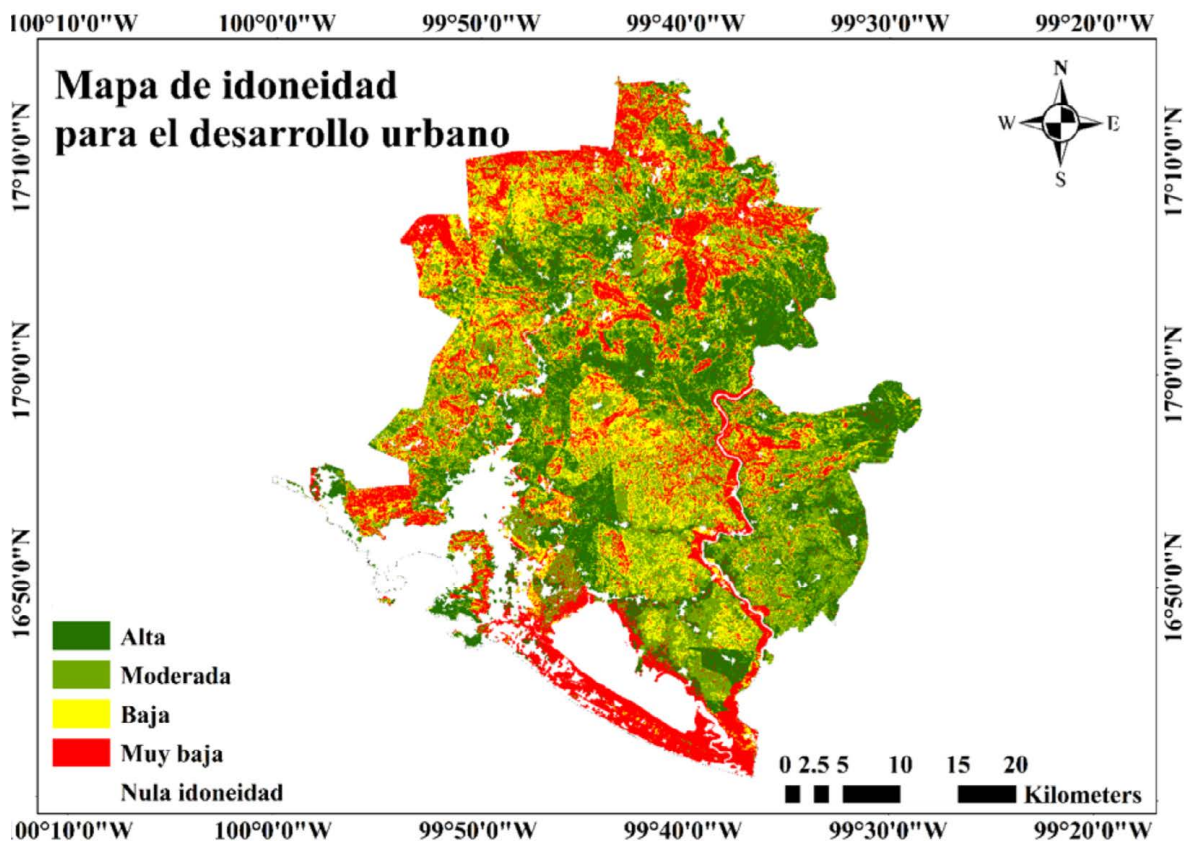 100°10'0"W 100°0'0"W 99°50'0"W 99°40'0"W 99°30'0"W 99°20'0"W
Mapa de idoneidad
para el desarrollo urbano
N
W E
S
17°10'0"N 17°10'0"N
17°0'0"N 17°0'0"N
16°50'0"N 16°50'0"N
Alta
Moderada
Baja
Muy baja
Nula idoneidad
0 2.5 5 10 15 20
Kilometers
00°10'0"W 100°0'0"W 99°50'0"W 99°40'0"W 99°30'0"W 99°20'0"W